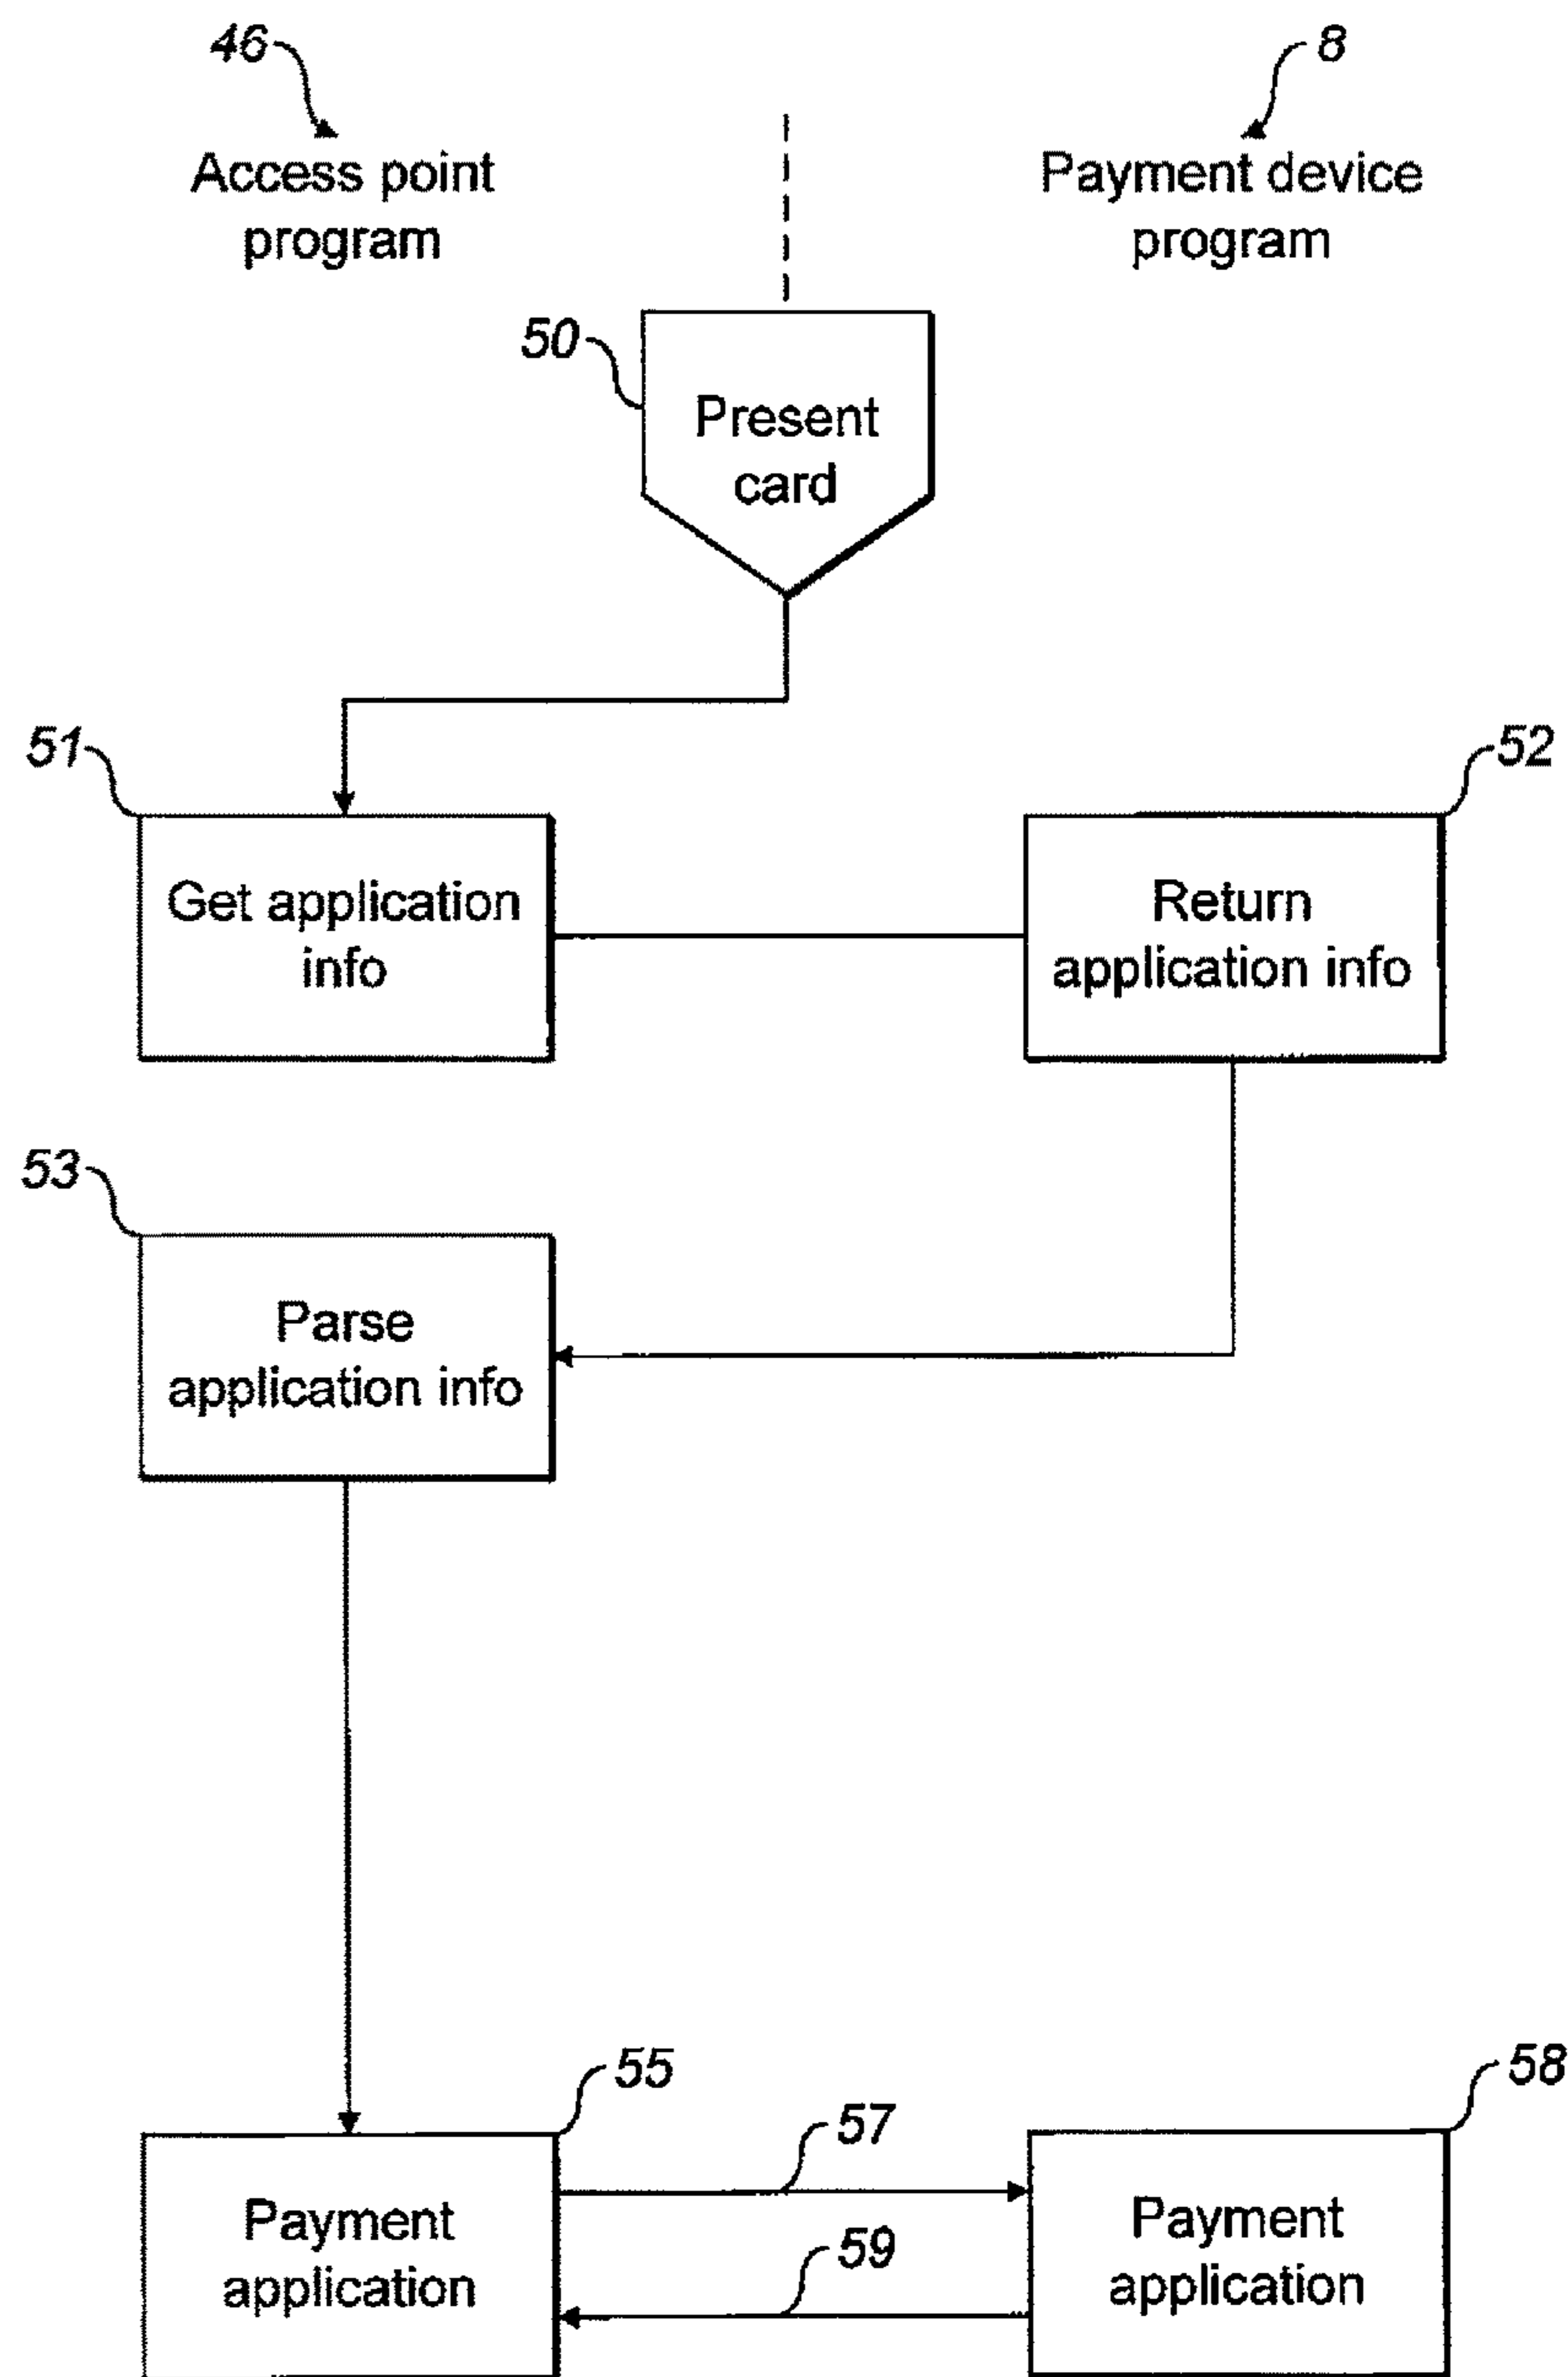 46
8
Access point
program
Payment device
program
50
Present
card
51
52
Get application
info
Return
application info
53
Parse
application info
55
57
58
Payment
application
59
Payment
application